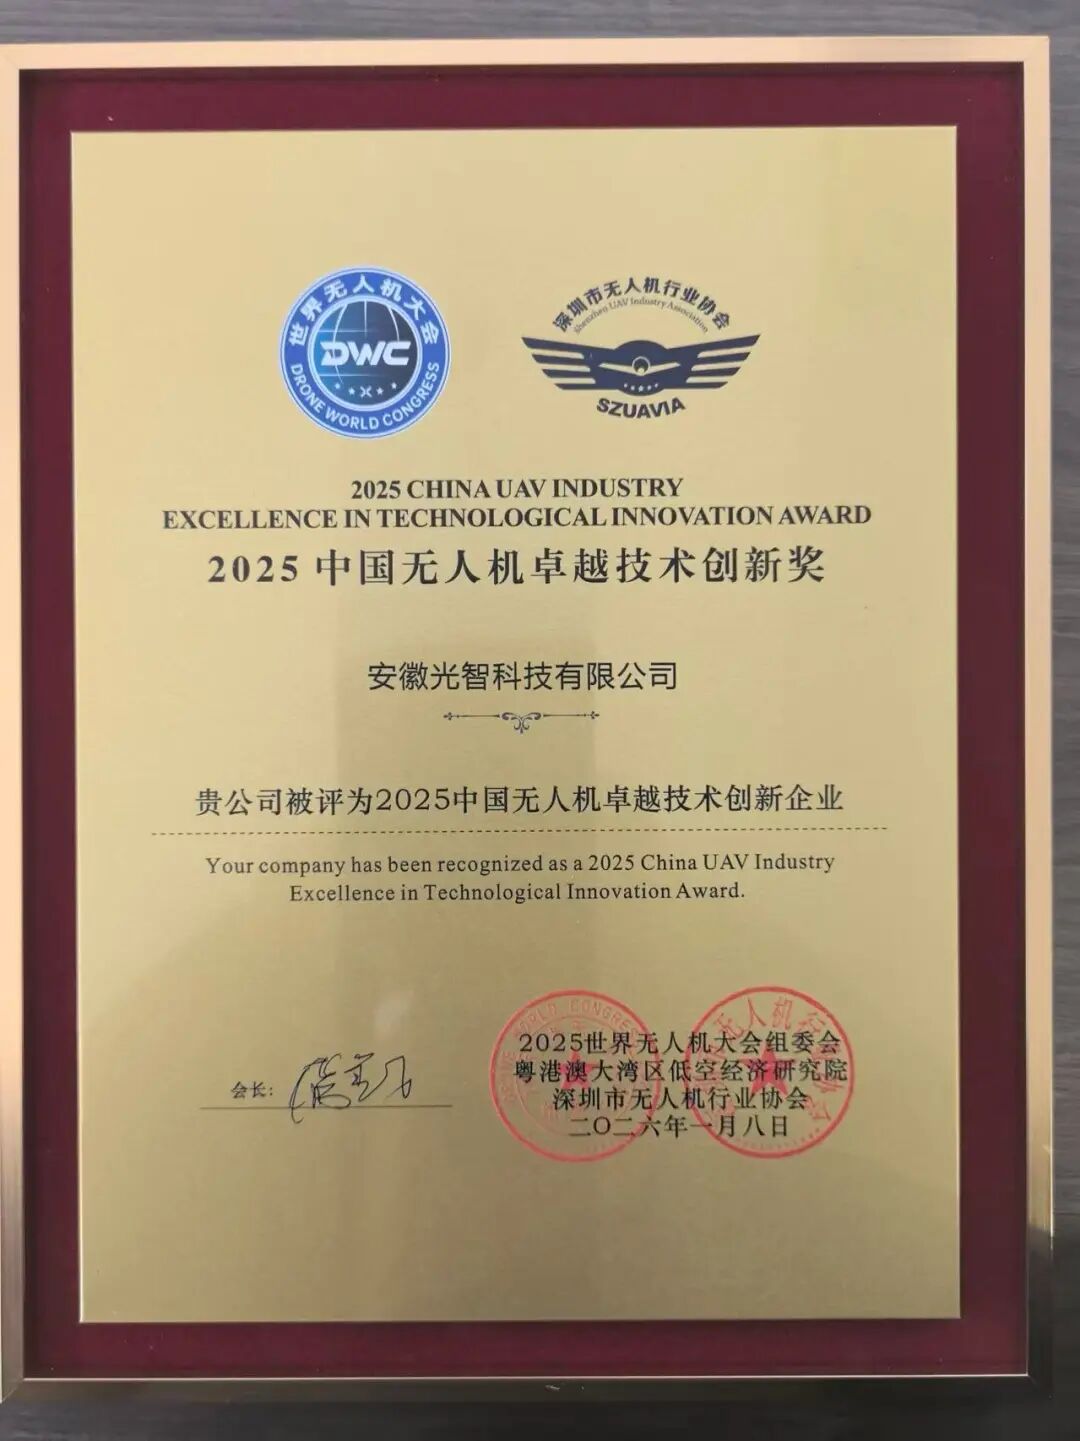 世界无人机大会
DWC
DRONE WORLD CONGRESS
深圳市无人机行业协会
Shenzhen UAV Industry Association
SZUAVIA
2025 CHINA UAV INDUSTRY
EXCELLENCE IN TECHNOLOGICAL INNOVATION AWARD
2025 中国无人机卓越技术创新奖
安徽光智科技有限公司
贵公司被评为2025中国无人机卓越技术创新企业
Your company has been recognized as a 2025 China UAV Industry
Excellence in Technological Innovation Award.
会长:
2025世界无人机大会组委会
粤港澳大湾区低空经济研究院
深圳市无人机行业协会
二〇二六年一月八日